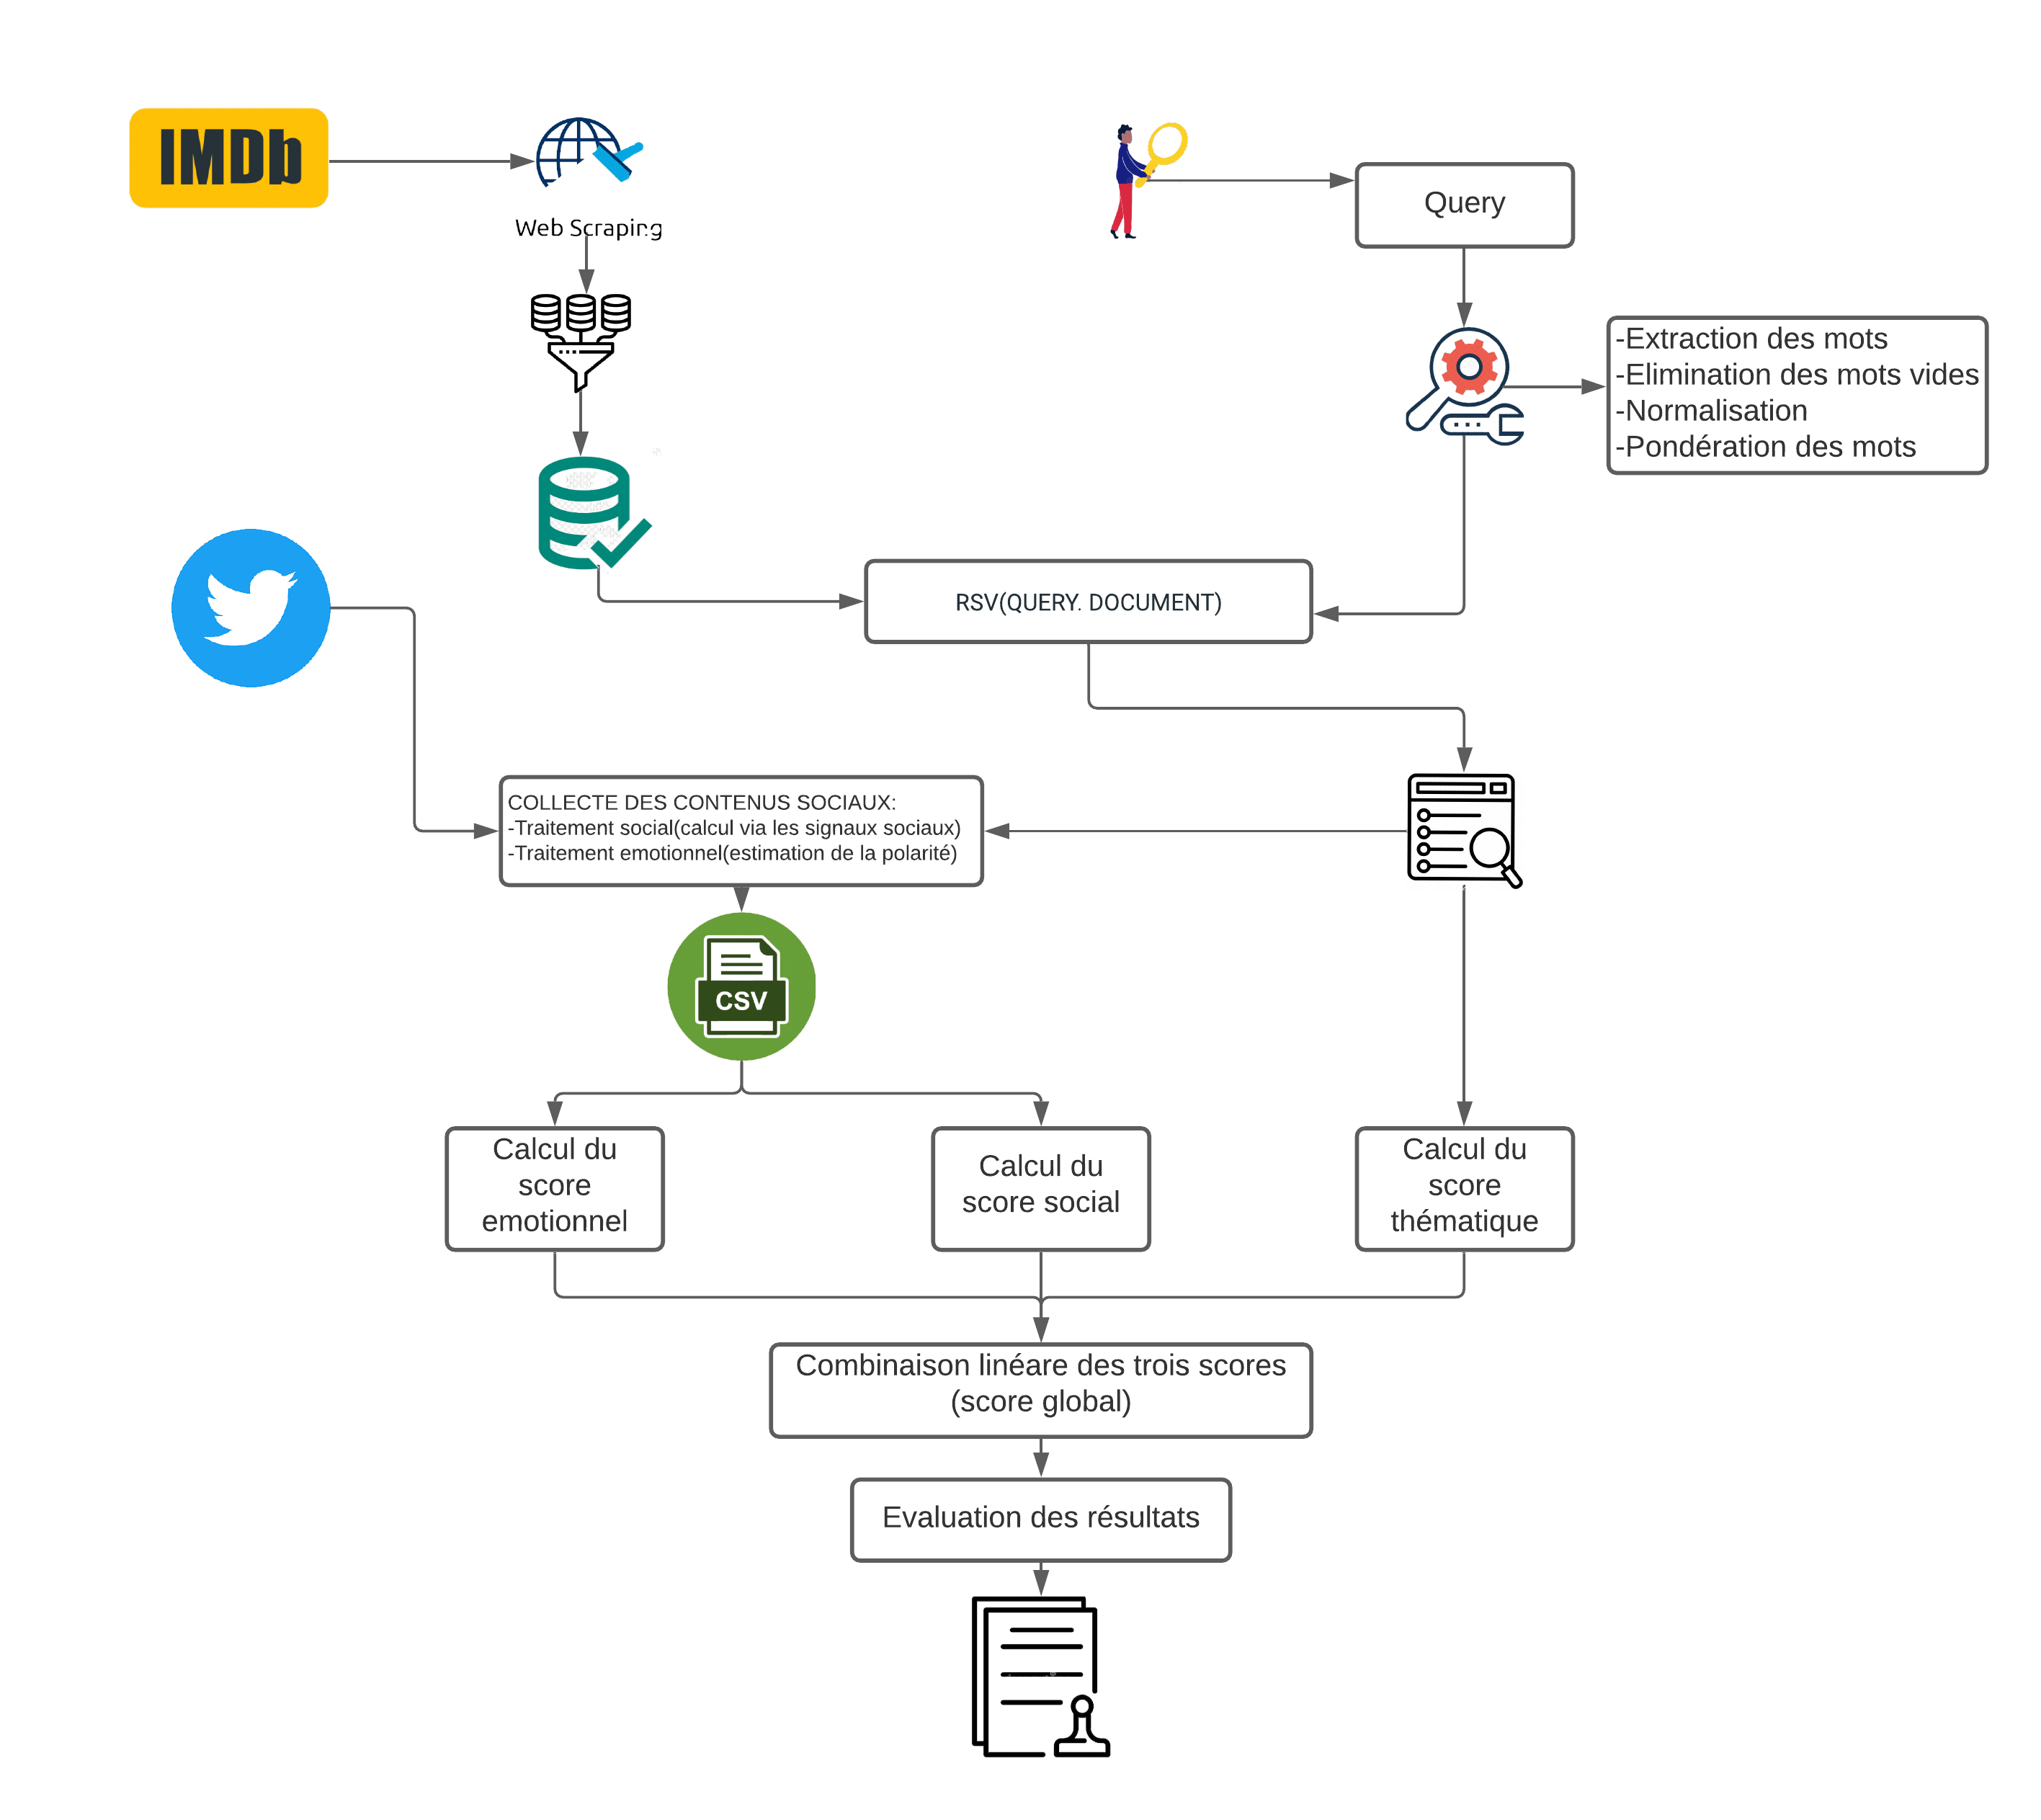 IMDb
Web Scraping
Query
-Extraction des mots
-Elimination des mots vides
-Normalisation
-Pondération des mots
RSV(QUERY. DOCUMENT)
COLLECTE DES CONTENUS SOCIAUX:
-Traitement social(calcul via les signaux sociaux)
-Traitement emotionnel(estimation de la polarité)
CSV
Calcul du
score
emotionnel
Calcul du
score social
Calcul du
score
thématique
Combinaison linéare des trois scores
(score global)
Evaluation des résultats